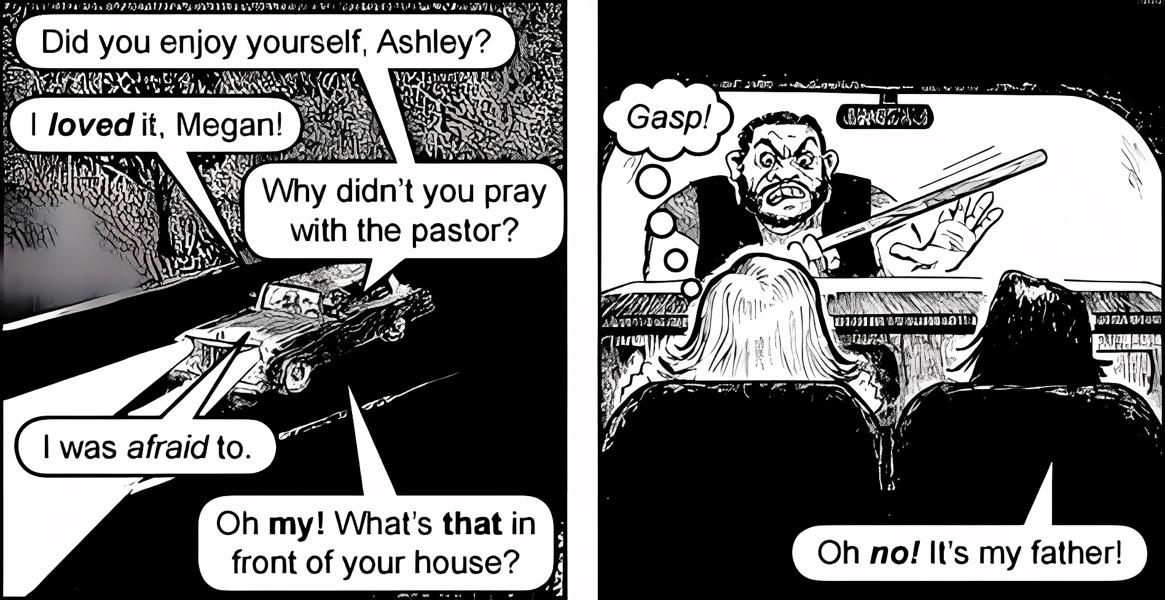 Did you enjoy yourself, Ashley?
I loved it, Megan!
Why didn't you pray
with the pastor?
I was afraid to.
Oh my! What's that in
front of your house?
Gasp!
Oh no! It's my father!